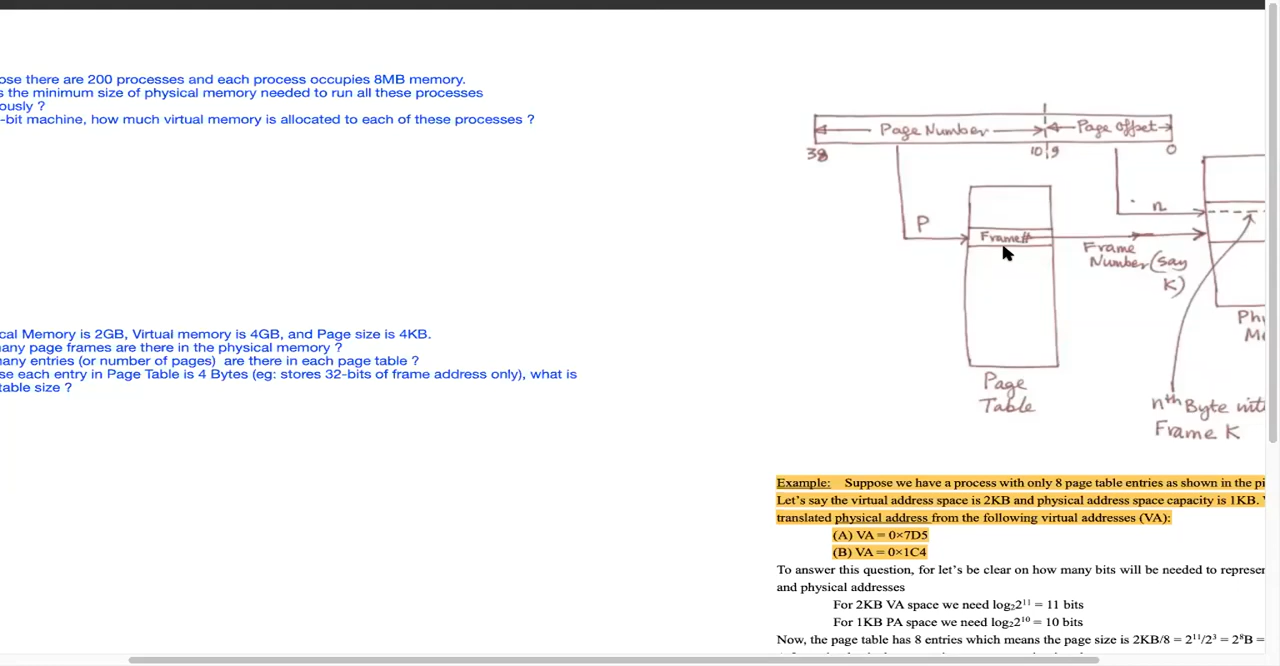 ose there are 200 processes and each process occupies 8MB memory.
s the minimum size of physical memory needed to run all these processes
ously ?
-bit machine, how much virtual memory is allocated to each of these processes ?
cal Memory is 2GB, Virtual memory is 4GB, and Page size is 4KB.
any page frames are there in the physical memory ?
any entries (or number of pages) are there in each page table ?
se each entry in Page Table is 4 Bytes (eg: stores 32-bits of frame address only), what is
table size ?
Page Number
Page Offset
38
10
9
0
P
n
Frame#
Frame
Number (say
K)
Phy
Me
Page
Table
nth Byte wit
Frame K
Example: Suppose we have a process with only 8 page table entries as shown in the pi
Let's say the virtual address space is 2KB and physical address space capacity is 1KB.
translated physical address from the following virtual addresses (VA):
(A) VA = 0×7D5
(B) VA = 0×1C4
To answer this question, for let's be clear on how many bits will be needed to represer
and physical addresses
For 2KB VA space we need log₂2¹¹ = 11 bits
For 1KB PA space we need log₂2¹⁰ = 10 bits
Now, the page table has 8 entries which means the page size is 2KB/8 = 2¹¹/2³ = 2⁸B =